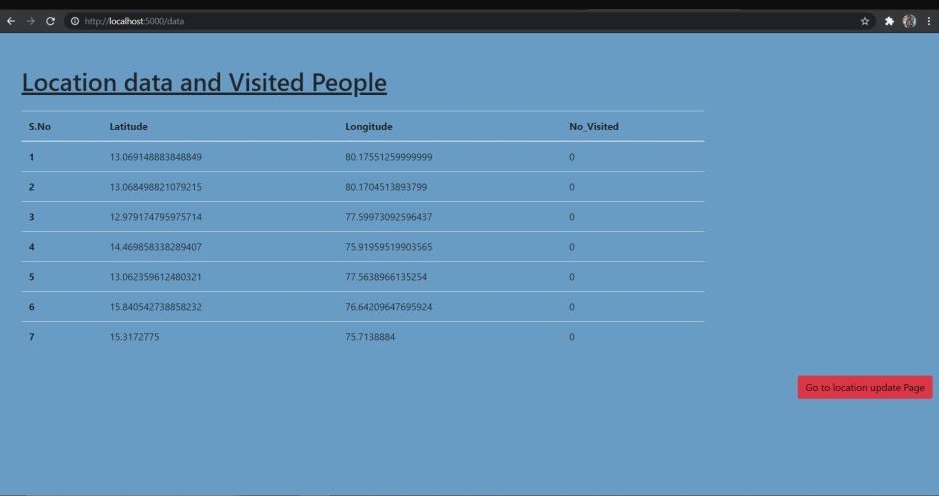 http://localhost:5000/data
Location data and Visited People
S.No Latitude Longitude No_Visited
1 13.069148883848849 80.17551259999999 0
2 13.068498821079215 80.1704513893799 0
3 12.979174795975714 77.59973092596437 0
4 14.469858338289407 75.91959519903565 0
5 13.062359612480321 77.5638966135254 0
6 15.840542738858232 76.64209647695924 0
7 15.3172775 75.7138884 0
Go to location update Page